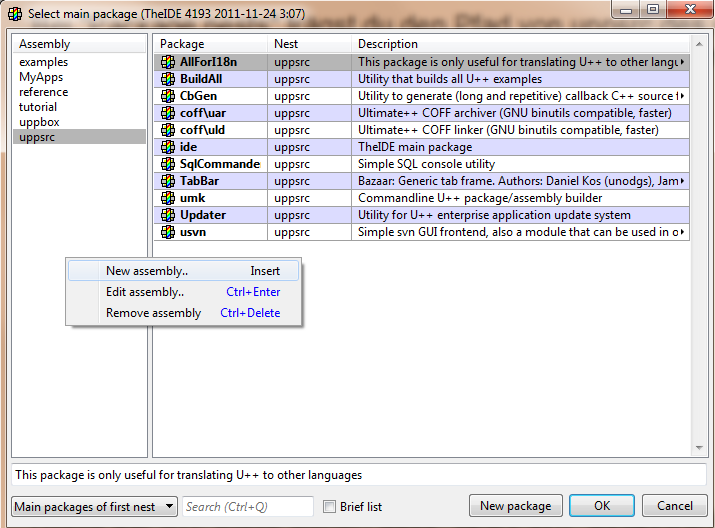 Select main package (TheIDE 4193 2011-11-24 3:07)
Assembly
examples
MyApps
reference
tutorial
uppbox
uppsrc
Package Nest Description
AllForI18n uppsrc This package is only useful for translating U++ to other langu
BuildAll uppsrc Utility that builds all U++ examples
CbGen uppsrc Utility to generate (long and repetitive) callback C++ source f
coff\uar uppsrc Ultimate++ COFF archiver (GNU binutils compatible, faster)
coff\uld uppsrc Ultimate++ COFF linker (GNU binutils compatible, faster)
ide uppsrc TheIDE main package
SqlCommande uppsrc Simple SQL console utility
TabBar uppsrc Bazaar: Generic tab frame. Authors: Daniel Kos (unodgs), Jam
umk uppsrc Commandline U++ package/assembly builder
Updater uppsrc Utility for U++ enterprise application update system
usvn uppsrc Simple svn GUI frontend, also a module that can be used in o
New assembly.. Insert
Edit assembly.. Ctrl+Enter
Remove assembly Ctrl+Delete
This package is only useful for translating U++ to other languages
Main packages of first nest Search (Ctrl+Q) Brief list New package OK Cancel